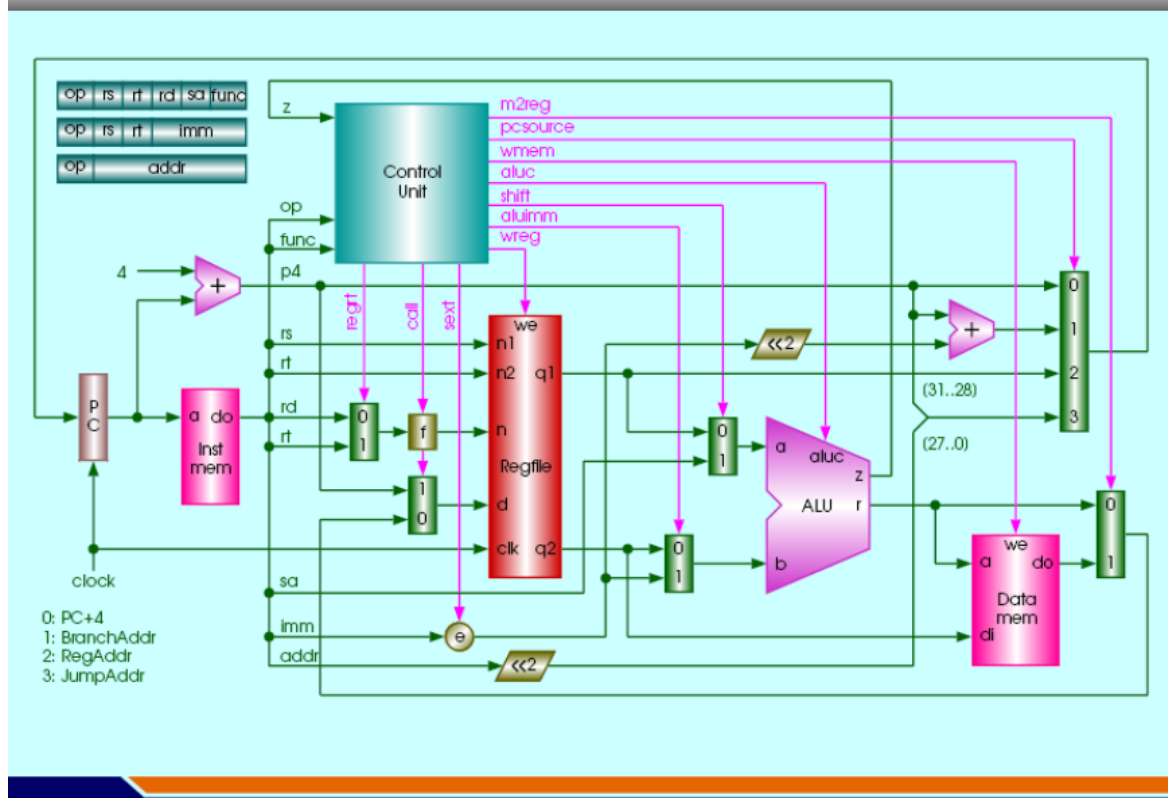 op rs rt rd sa func
op rs rt imm
op addr
z
Control
Unit
m2reg
pcsource
wmem
aluc
shift
aluimm
wreg
op
func
4
+
p4
regrt
call
sext
0
1
2
3
+
<<2
(31..28)
(27..0)
PC
a do
Inst
mem
rs
rt
rd
rt
0
1
f
1
0
we
n1
n2 q1
n
Regfile
d
clk q2
0
1
0
1
a
aluc
z
ALU
r
b
0
1
we
a do
Data
mem
di
clock
sa
imm
e
addr
<<2
0: PC+4
1: BranchAddr
2: RegAddr
3: JumpAddr